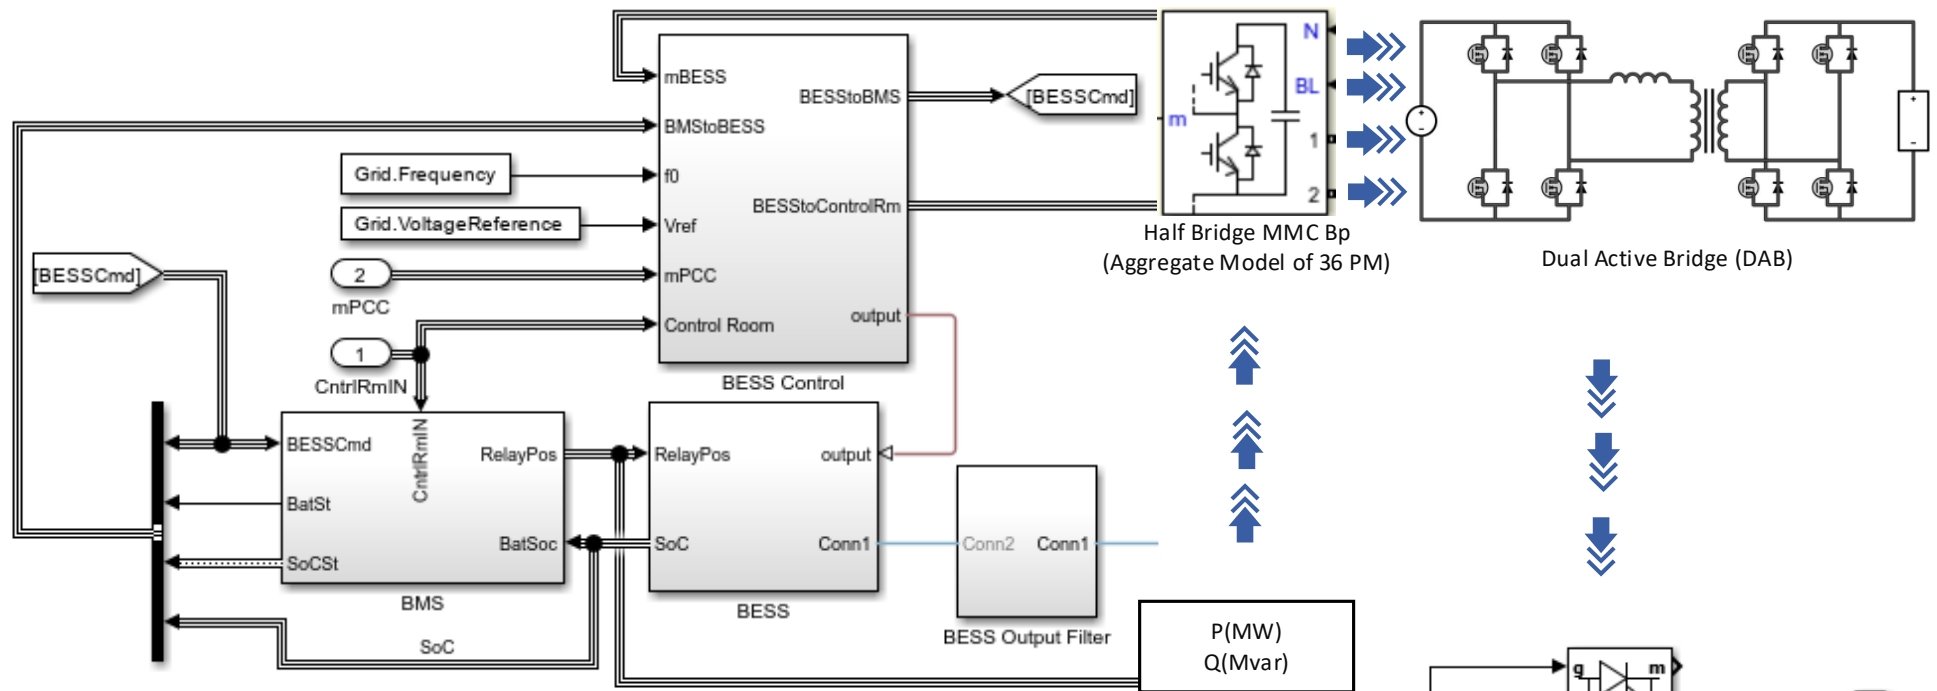 mBESS
BMStoBESS
f0
Vref
mPCC
Control Room
BESStoBMS
BESStoControlRm
output
BESS Control
[BESSCmd]
Grid.Frequency
Grid.VoltageReference
2
mPCC
1
CntrlRmIN
[BESSCmd]
N
BL
m
1
2
Half Bridge MMC Bp
(Aggregate Model of 36 PM)
+
-
+
-
Dual Active Bridge (DAB)
BESSCmd
CntrlRmIN
RelayPos
BatSt
BatSoc
SoCSt
BMS
SoC
RelayPos
output
SoC
Conn1
BESS
Conn2
Conn1
BESS Output Filter
P(MW)
Q(Mvar)
g
m